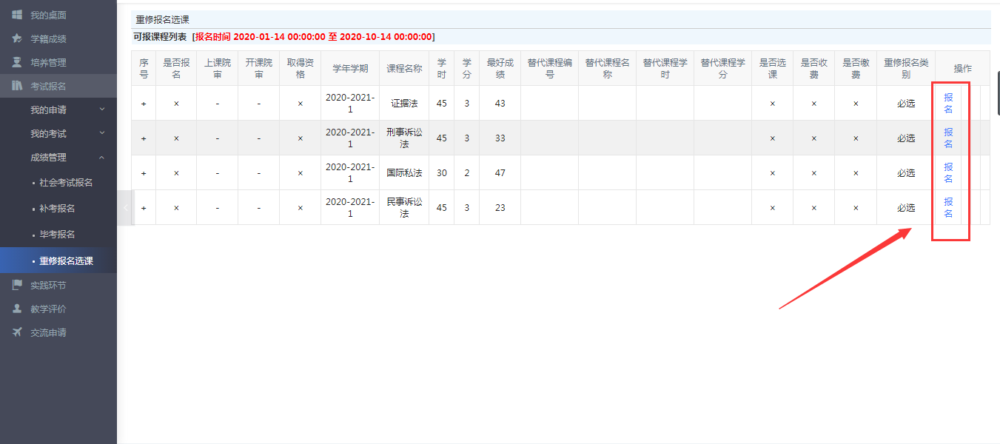 我的桌面
学籍成绩
培养管理
考试报名
我的申请
我的考试
成绩管理
社会考试报名
补考报名
毕考报名
重修报名选课
实践环节
教学评价
交流申请
重修报名选课
可报课程列表 [报名时间 2020-01-14 00:00:00 至 2020-10-14 00:00:00]
序号 是否报名 上课院审 开课院审 取得资格 学年学期 课程名称 学时 学分 最好成绩 替代课程编号 替代课程名称 替代课程学时 替代课程学分 是否选课 是否收费 是否缴费 重修报名类别 操作
+ × - - × 2020-2021-1 证据法 45 3 43 × × × 必选 报名
+ × - - × 2020-2021-1 刑事诉讼法 45 3 33 × × × 必选 报名
+ × - - × 2020-2021-1 国际私法 30 2 47 × × × 必选 报名
+ × - - × 2020-2021-1 民事诉讼法 45 3 23 × × × 必选 报名